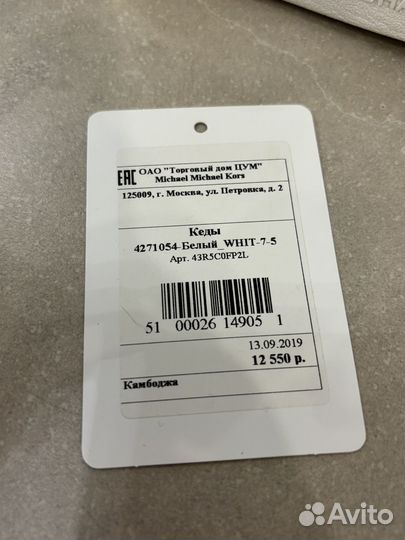 EAC ОАО "Торговый дом ЦУМ"
Michael Michael Kors
125009, г. Москва, ул. Петровка, д. 2
Кеды
4271054-Белый_WHIT-7-5
Арт. 43R5C0FP2L
51 00026 14905 1
13.09.2019
12 550 р.
Камбоджа
Avito